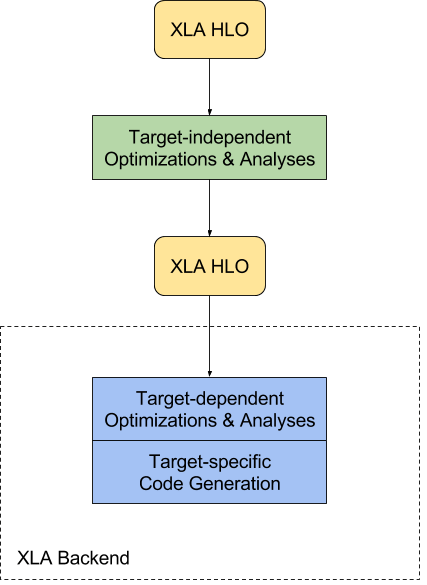 XLA HLO
Target-independent
Optimizations & Analyses
XLA HLO
Target-dependent
Optimizations & Analyses
Target-specific
Code Generation
XLA Backend